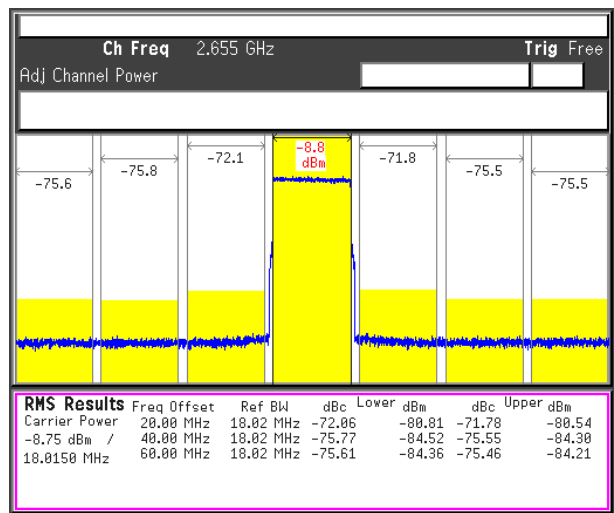 Ch Freq 2.655 GHz Trig Free
Adj Channel Power
-8.8
dBm
-72.1 -71.8
-75.8 -75.5
-75.6 -75.5
RMS Results Freq Offset Ref BW dBc Lower dBm dBc Upper dBm
Carrier Power 20.00 MHz 18.02 MHz -72.06 -80.81 -71.78 -80.54
-8.75 dBm / 40.00 MHz 18.02 MHz -75.77 -84.52 -75.55 -84.30
18.0150 MHz 60.00 MHz 18.02 MHz -75.61 -84.36 -75.46 -84.21